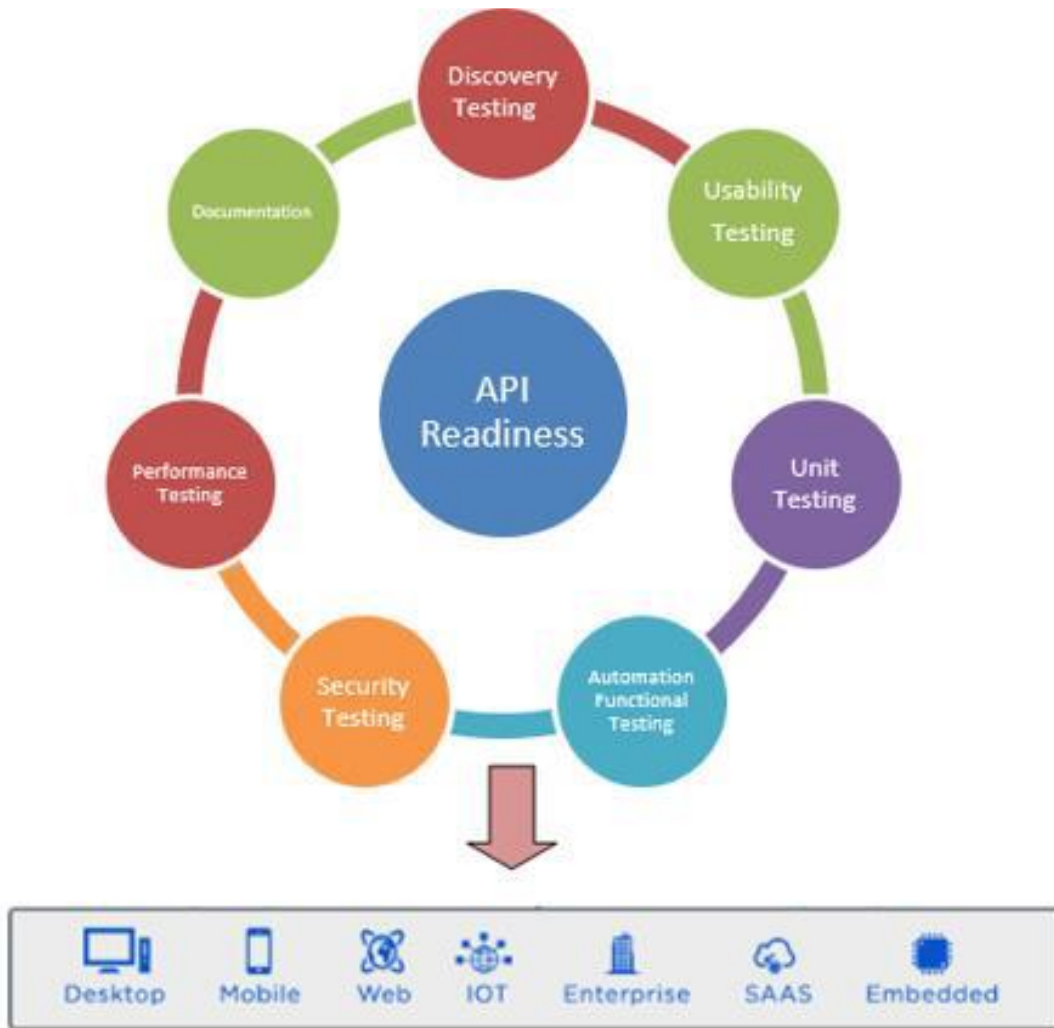 Discovery
Testing
Usability
Testing
Unit
Testing
Automation
Functional
Testing
Security
Testing
Performance
Testing
Documentation
API
Readiness
Desktop
Mobile
Web
IOT
Enterprise
SAAS
Embedded